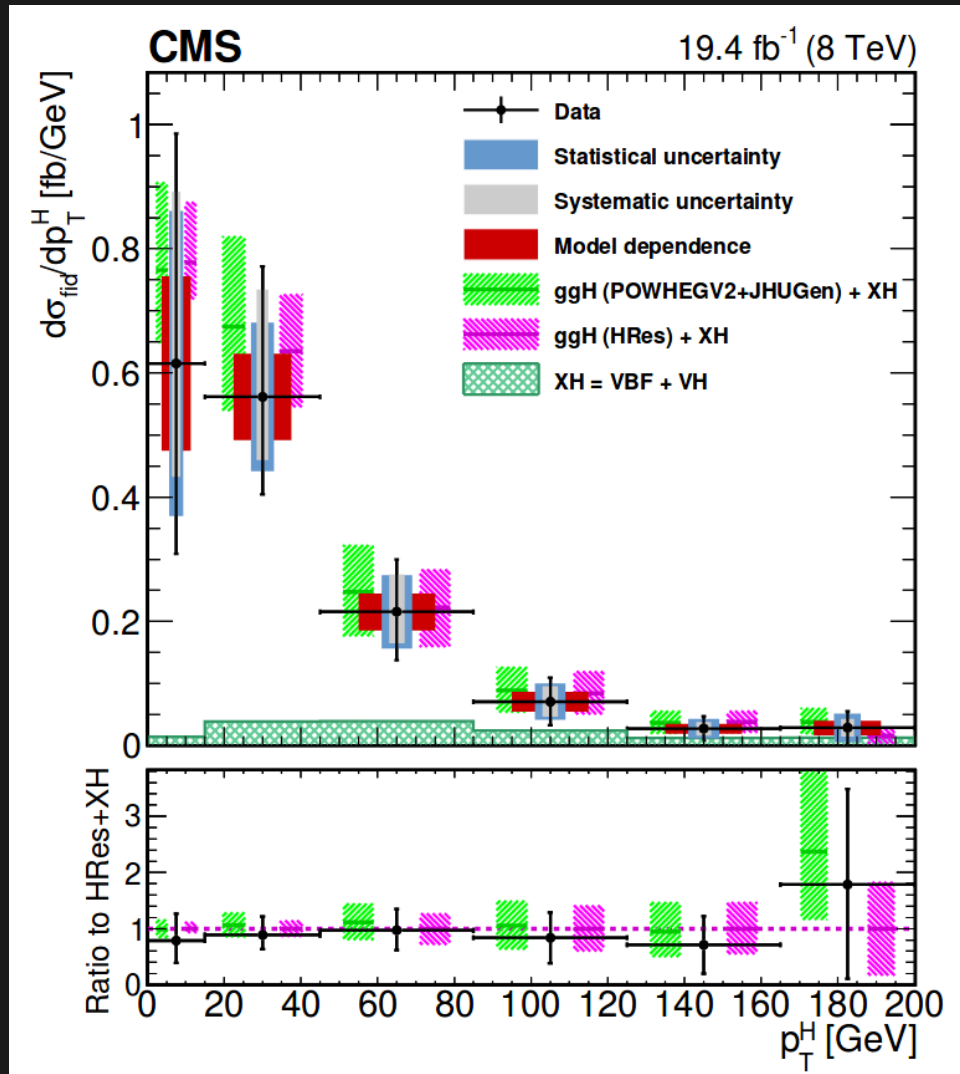 CMS 19.4 fb⁻¹ (8 TeV)
dσfid/dpTᴴ [fb/GeV]
1
0.8
0.6
0.4
0.2
0
Data
Statistical uncertainty
Systematic uncertainty
Model dependence
ggH (POWHEGV2+JHUGen) + XH
ggH (HRes) + XH
XH = VBF + VH
Ratio to HRes+XH
3
2
1
0
0 20 40 60 80 100 120 140 160 180 200
pTᴴ [GeV]